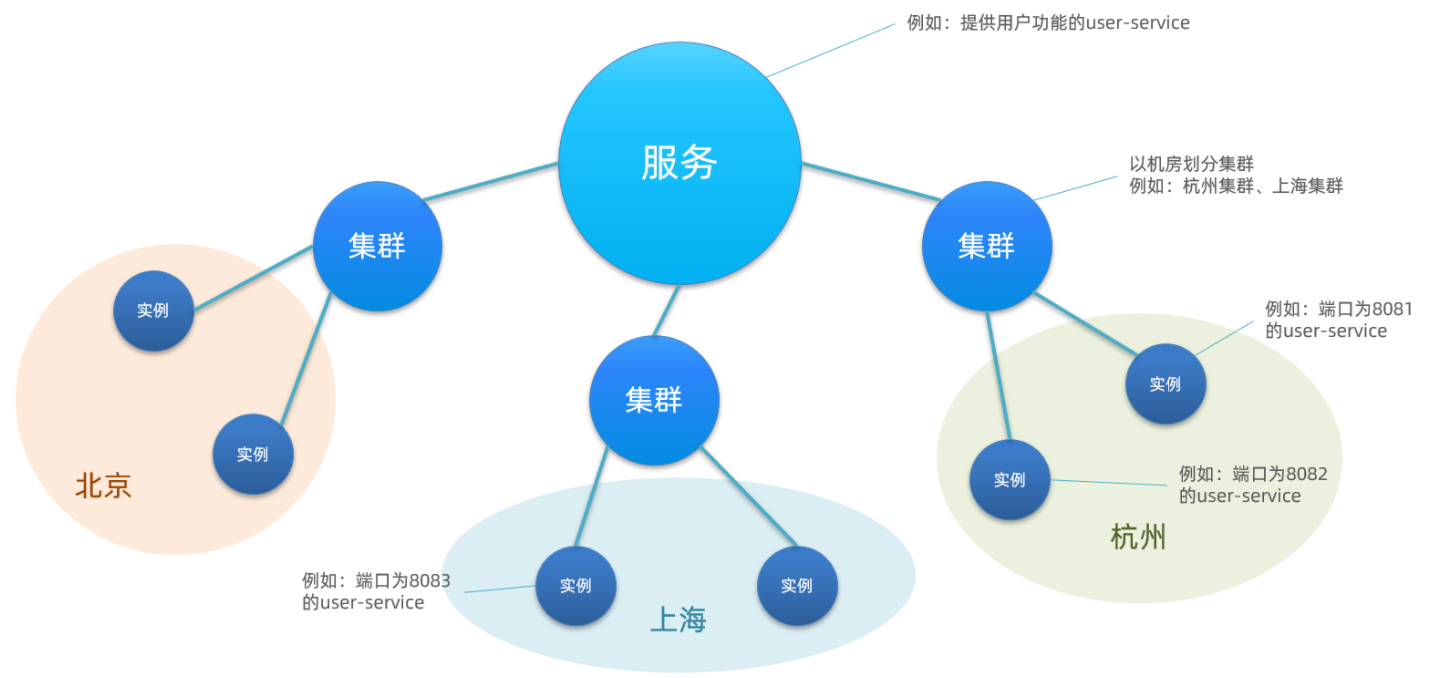 例如：提供用户功能的user-service
服务
以机房划分集群
例如：杭州集群、上海集群
集群
集群
实例
例如：端口为8081
的user-service
实例
集群
实例
北京
实例
例如：端口为8082
的user-service
杭州
例如：端口为8083
的user-service
实例
实例
上海